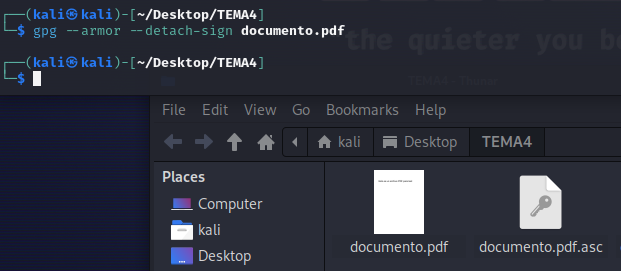 ┌──(kali㉿kali)-[~/Desktop/TEMA4]
└─$ gpg --armor --detach-sign documento.pdf
┌──(kali㉿kali)-[~/Desktop/TEMA4]
└─$
the quieter you b
TEMA4 - Thunar
File Edit View Go Bookmarks Help
kali Desktop TEMA4
Places
Computer
kali
Desktop
documento.pdf documento.pdf.asc